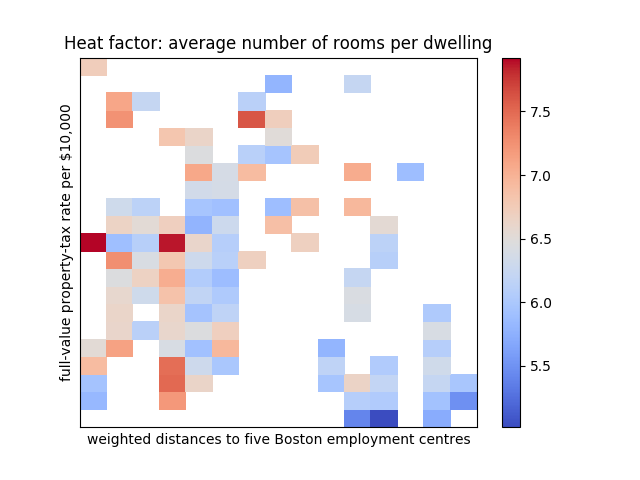 Heat factor: average number of rooms per dwelling
full-value property-tax rate per $10,000
7.5
7.0
6.5
6.0
5.5
weighted distances to five Boston employment centres